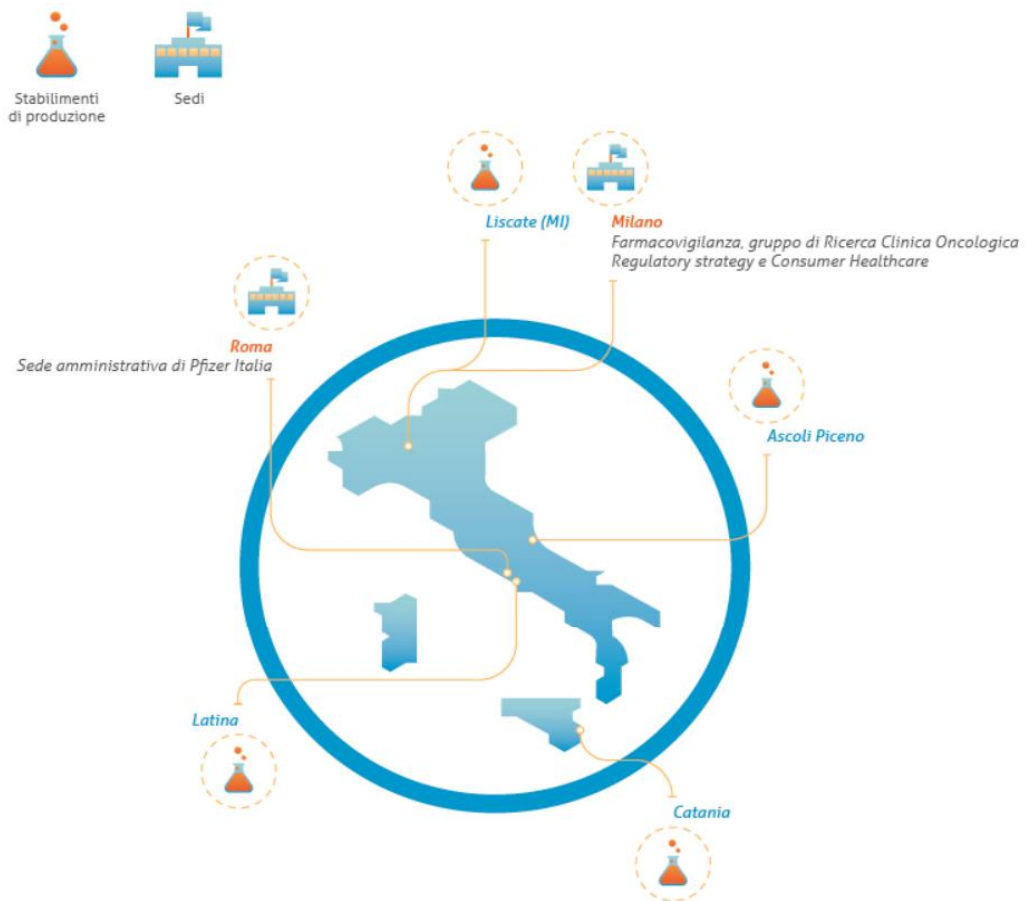 Stabilimenti
di produzione
Sedi
Liscate (MI)
Milano
Farmacovigilanza, gruppo di Ricerca Clinica Oncologica
Regulatory strategy e Consumer Healthcare
Roma
Sede amministrativa di Pfizer Italia
Ascoli Piceno
Latina
Catania